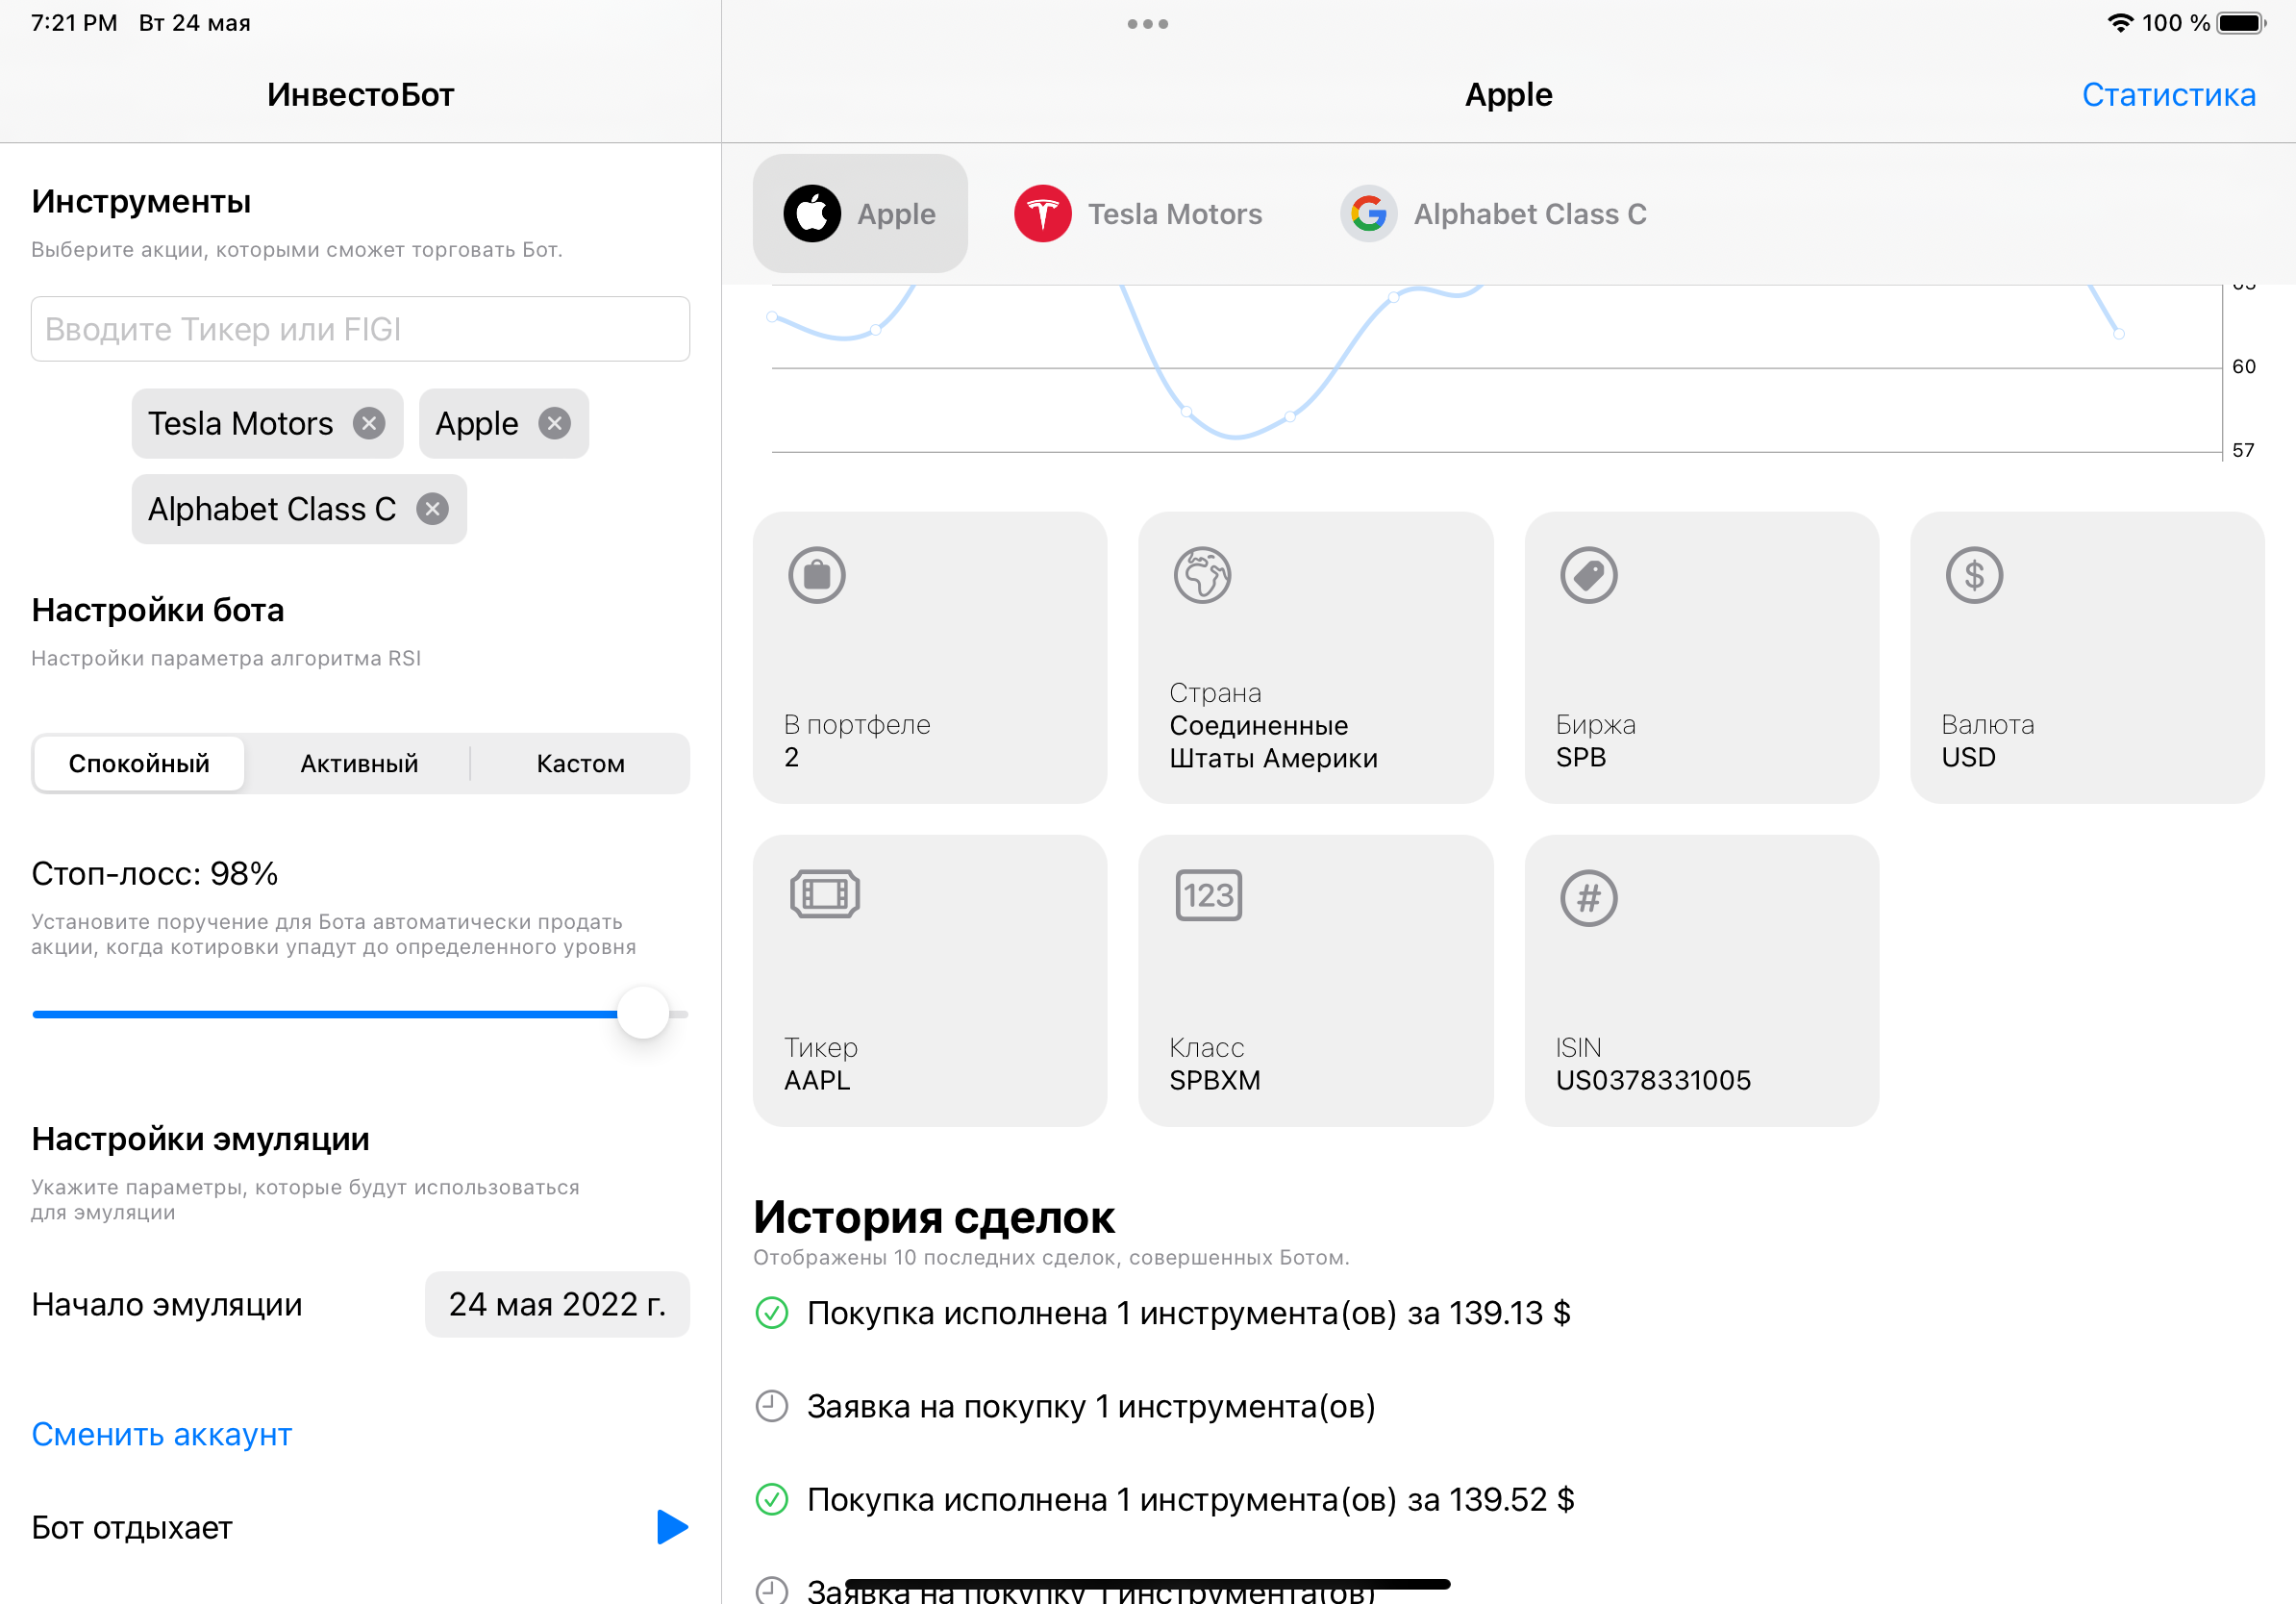 7:21 PM Вт 24 мая
100 %
ИнвестоБот
Инструменты
Выберите акции, которыми сможет торговать Бот.
Вводите Тикер или FIGI
Tesla Motors
Apple
Alphabet Class C
Настройки бота
Настройки параметра алгоритма RSI
Спокойный
Активный
Кастом
Стоп-лосс: 98%
Установите поручение для Бота автоматически продать
акции, когда котировки упадут до определенного уровня
Настройки эмуляции
Укажите параметры, которые будут использоваться
для эмуляции
Начало эмуляции
24 мая 2022 г.
Сменить аккаунт
Бот отдыхает
Apple
Статистика
Apple
Tesla Motors
Alphabet Class C
60
57
В портфеле
2
Страна
Соединенные
Штаты Америки
Биржа
SPB
$
Валюта
USD
Тикер
AAPL
123
Класс
SPBXM
#
ISIN
US0378331005
История сделок
Отображены 10 последних сделок, совершенных Ботом.
Покупка исполнена 1 инструмента(ов) за 139.13 $
Заявка на покупку 1 инструмента(ов)
Покупка исполнена 1 инструмента(ов) за 139.52 $
Заявка на покупку 1 инструмента(ов)